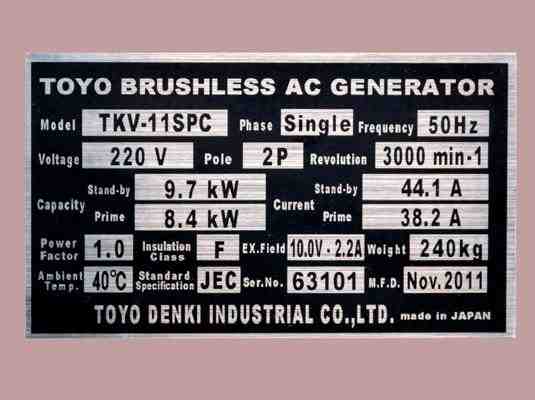 TOYO BRUSHLESS AC GENERATOR
Model TKV-11SPC Phase Single Frequency 50Hz
Voltage 220 V Pole 2P Revolution 3000 min-1
Capacity Stand-by 9.7 kW Current Stand-by 44.1 A
Prime 8.4 kW Prime 38.2 A
Power Factor 1.0 Insulation Class F EX.Field 10.0V-2.2A Weight 240kg
Ambient Temp. 40°C Standard Specification JEC Ser.No. 63101 M.F.D. Nov.2011
TOYO DENKI INDUSTRIAL CO.,LTD. made in JAPAN